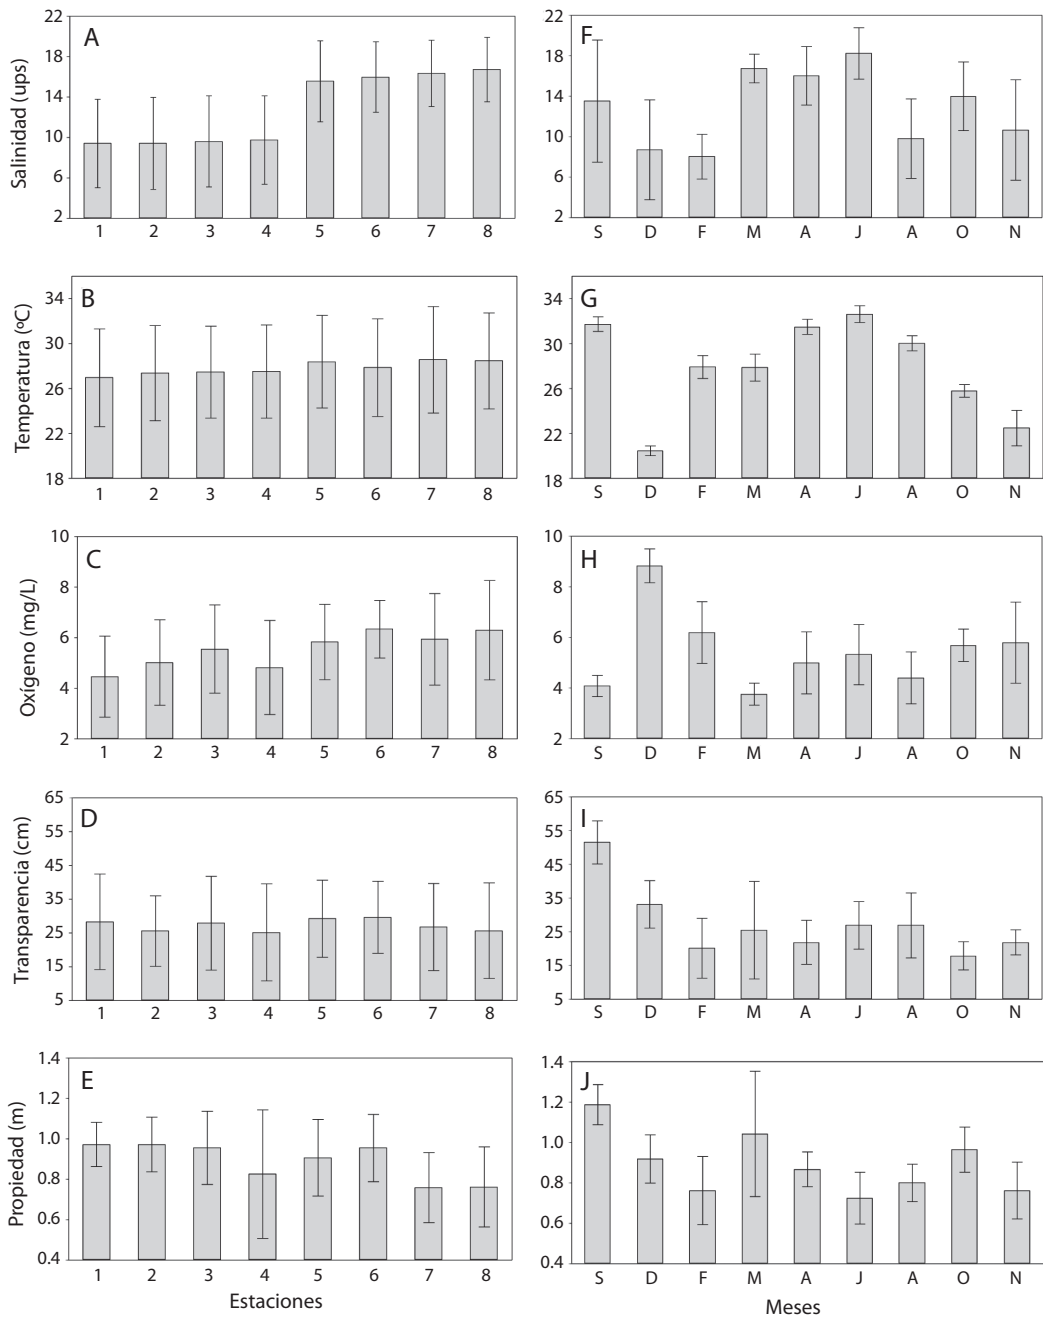 A
Salinidad (ups)
22
18
14
10
6
2
1 2 3 4 5 6 7 8
F
22
18
14
10
6
2
S D F M A J A O N
B
Temperatura (ºC)
34
30
26
22
18
1 2 3 4 5 6 7 8
G
34
30
26
22
18
S D F M A J A O N
C
Oxígeno (mg/L)
10
8
6
4
2
1 2 3 4 5 6 7 8
H
10
8
6
4
2
S D F M A J A O N
D
Transparencia (cm)
65
55
45
35
25
15
5
1 2 3 4 5 6 7 8
I
65
55
45
35
25
15
5
S D F M A J A O N
E
Propiedad (m)
1.4
1.2
1.0
0.8
0.6
0.4
1 2 3 4 5 6 7 8
Estaciones
J
1.4
1.2
1.0
0.8
0.6
0.4
S D F M A J A O N
Meses